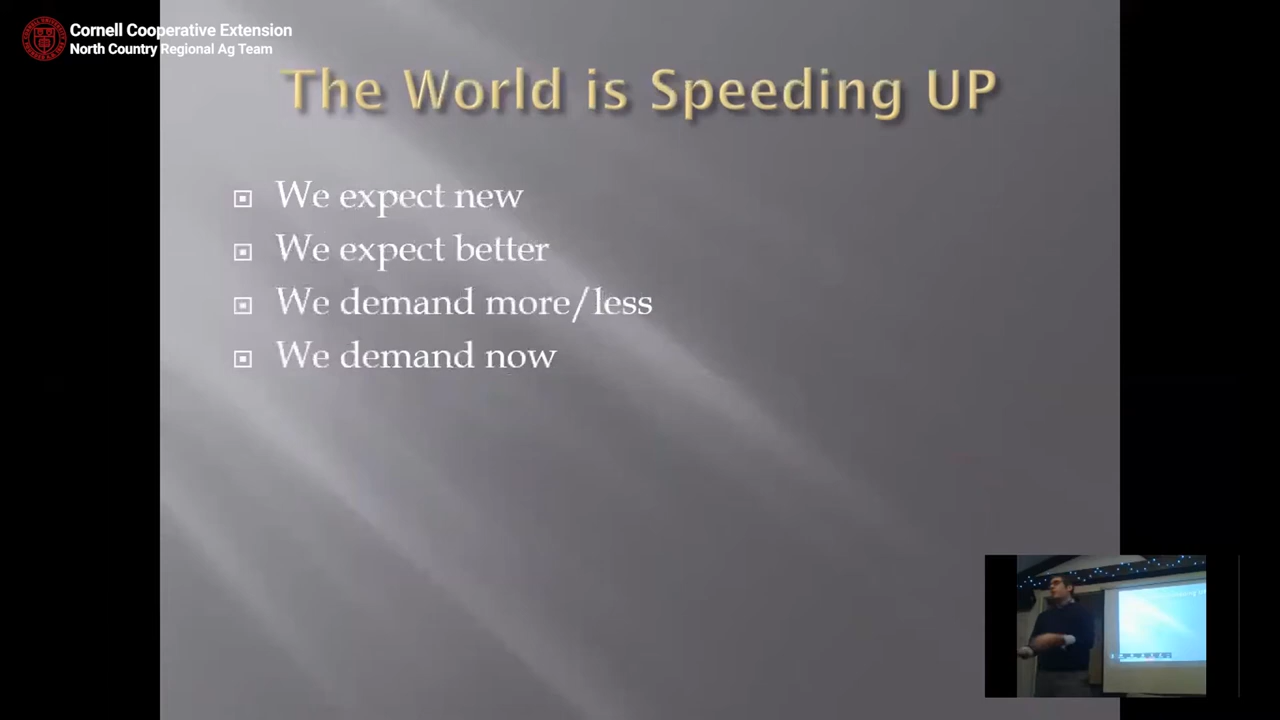 Cornell Cooperative Extension
North Country Regional Ag Team
The World is Speeding UP
We expect new
We expect better
We demand more/less
We demand now